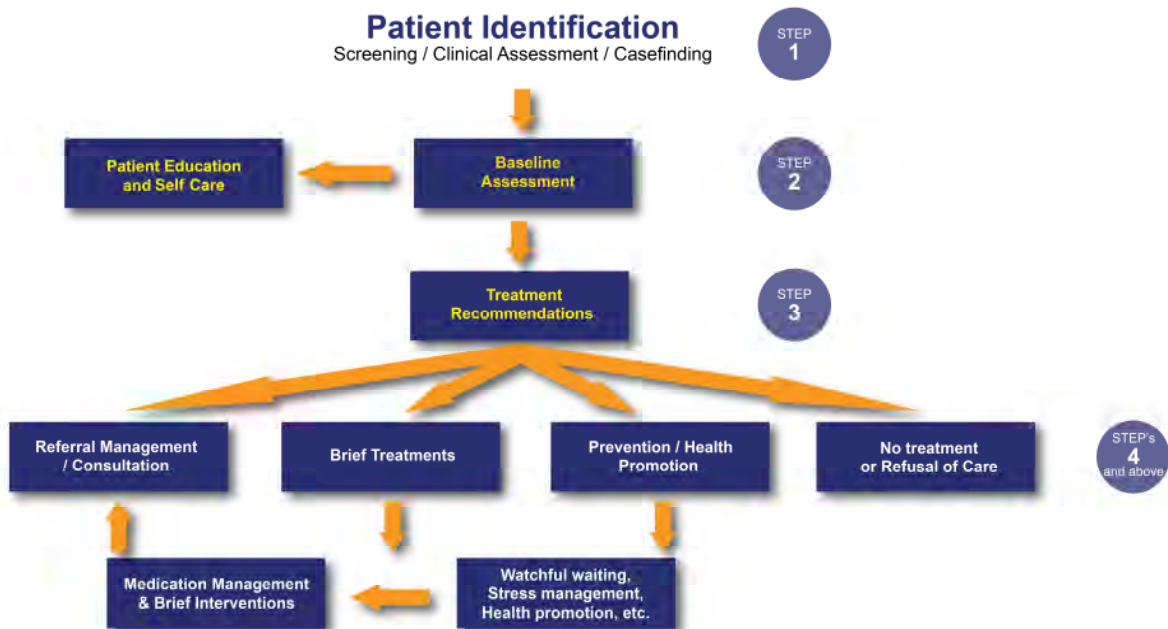 Patient Identification
Screening / Clinical Assessment / Casefinding
STEP
1
Patient Education
and Self Care
Baseline
Assessment
STEP
2
Treatment
Recommendations
STEP
3
Referral Management
/ Consultation
Brief Treatments
Prevention / Health
Promotion
No treatment
or Refusal of Care
STEP's
4
and above
Medication Management
& Brief Interventions
Watchful waiting,
Stress management,
Health promotion, etc.